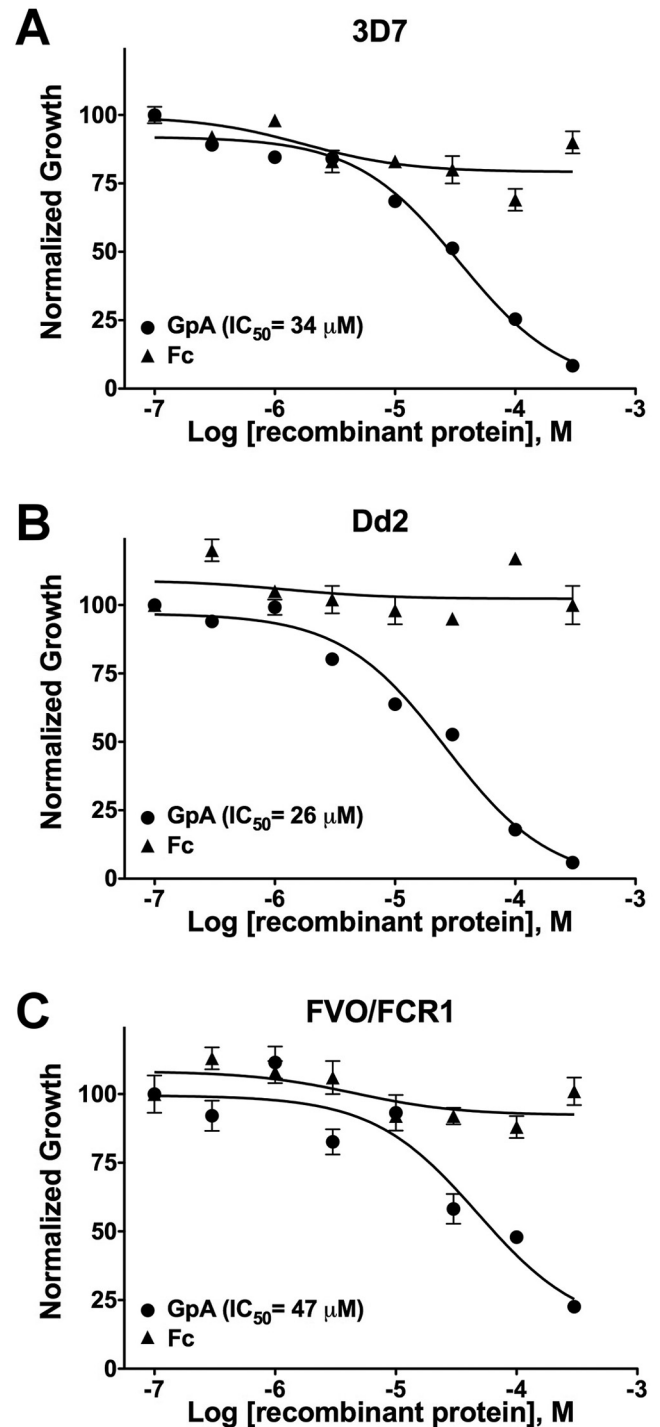 A
3D7
Normalized Growth
100
75
50
25
0
GpA (IC50= 34 μM)
Fc
-7 -6 -5 -4 -3
Log [recombinant protein], M
B
Dd2
Normalized Growth
100
75
50
25
0
GpA (IC50= 26 μM)
Fc
-7 -6 -5 -4 -3
Log [recombinant protein], M
C
FVO/FCR1
Normalized Growth
100
75
50
25
0
GpA (IC50= 47 μM)
Fc
-7 -6 -5 -4 -3
Log [recombinant protein], M